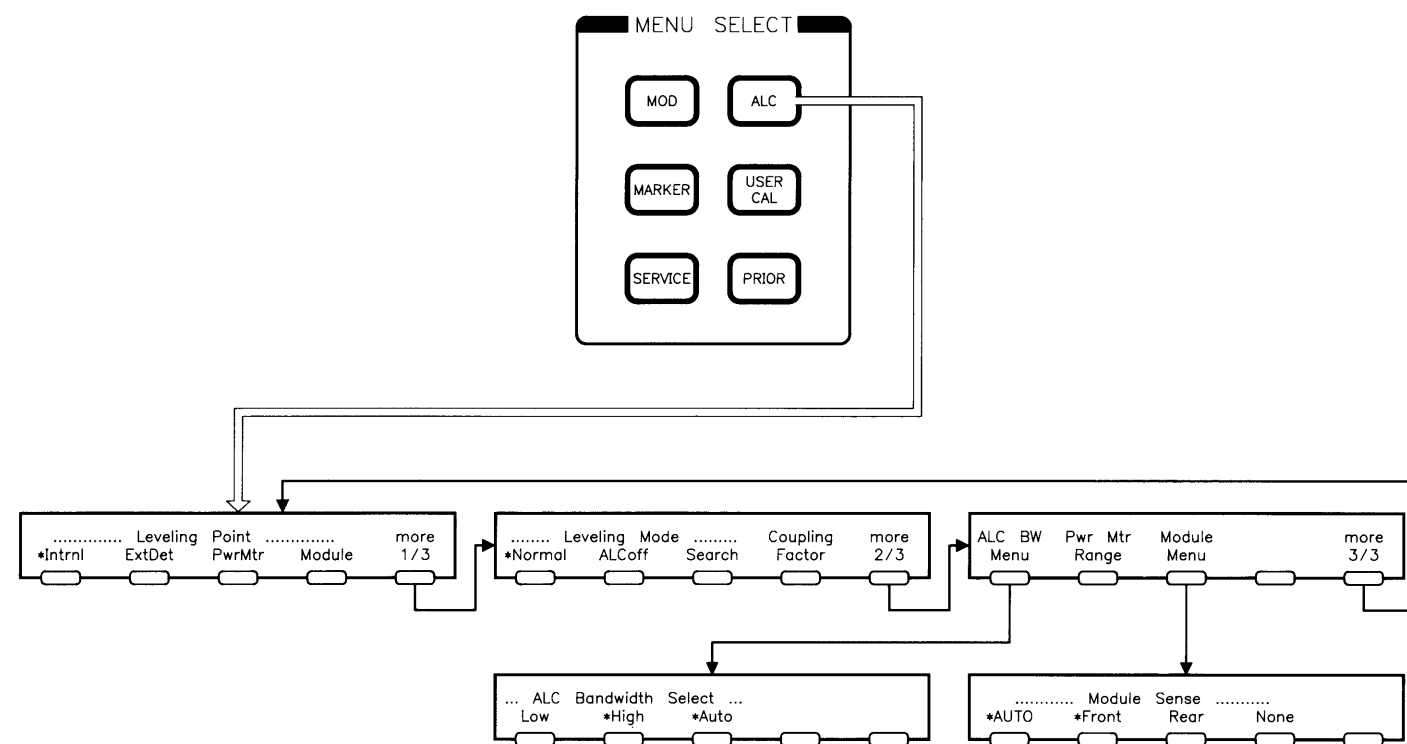 MENU SELECT
MOD ALC
MARKER USER CAL
SERVICE PRIOR
.............. Leveling Point .............. more
*Intrnl ExtDet PwrMtr Module 1/3
........ Leveling Mode ......... Coupling more
*Normal ALCoff Search Factor 2/3
ALC BW Pwr Mtr Module more
Menu Range Menu 3/3
... ALC Bandwidth Select ...
Low *High *Auto
............ Module Sense ...........
*AUTO *Front Rear None